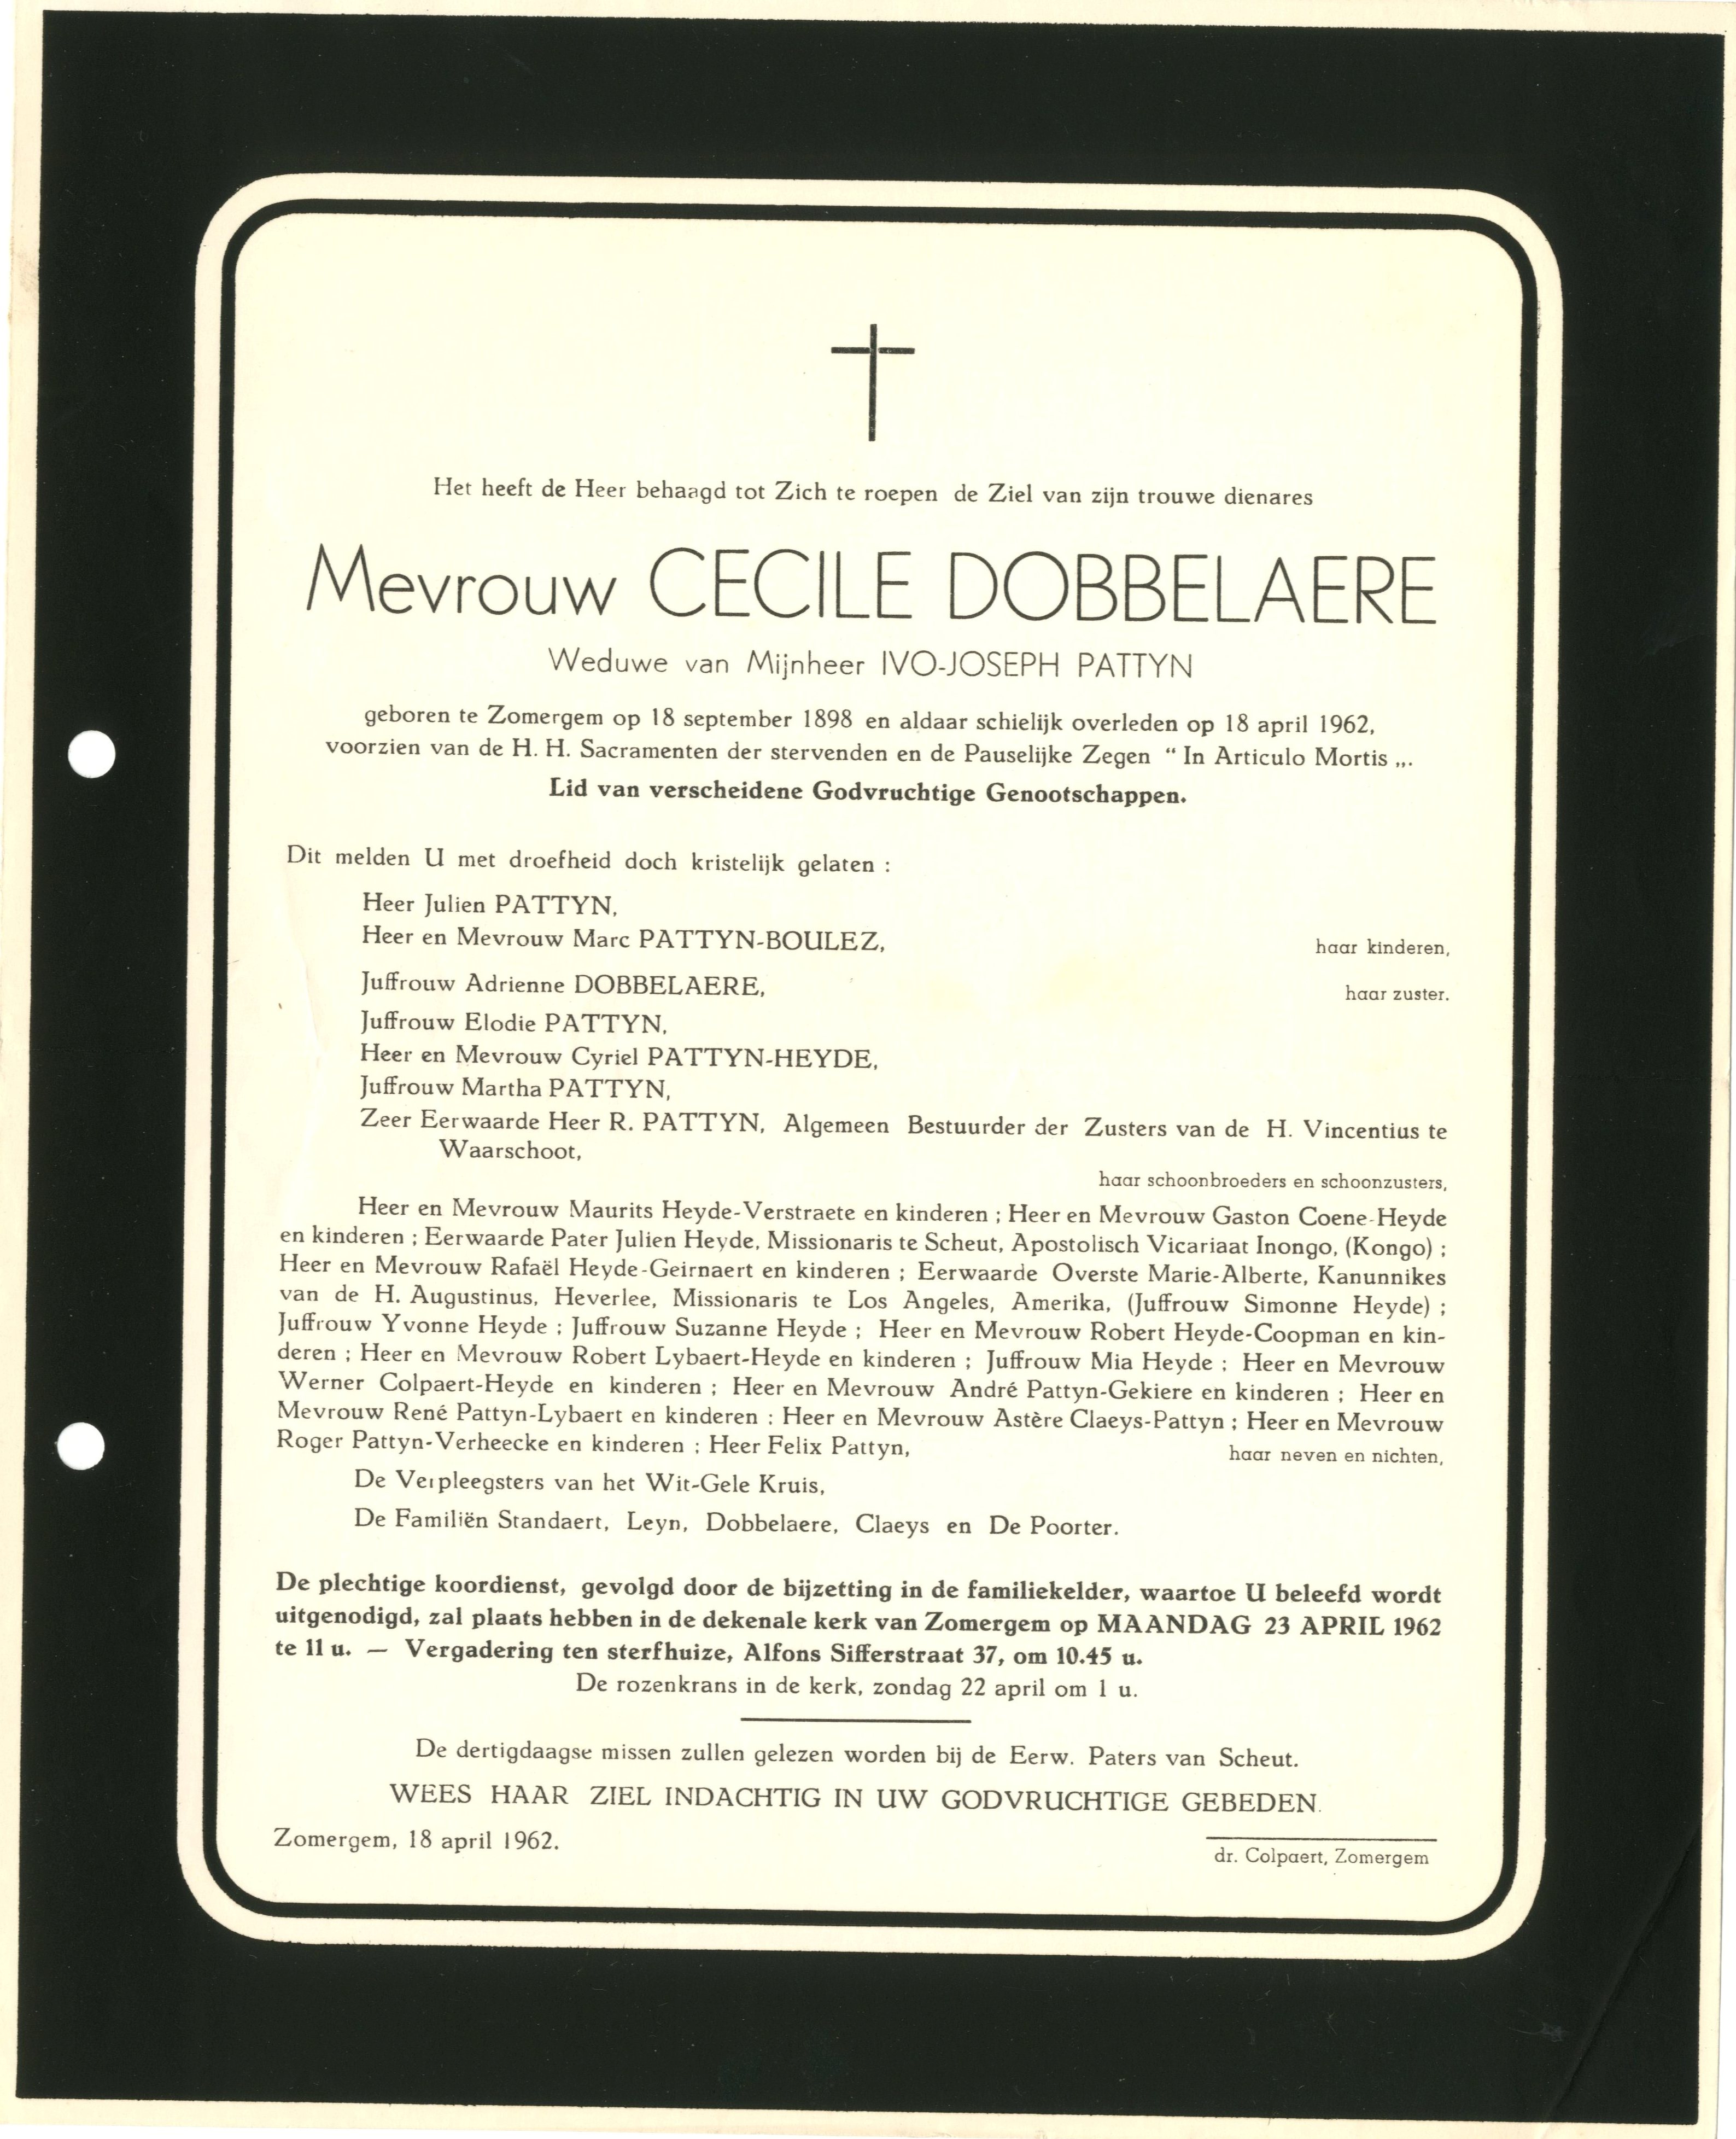 Het heeft de Heer behaagd tot Zich te roepen de Ziel van zijn trouwe dienares
Mevrouw CECILE DOBBELAERE
Weduwe van Mijnheer IVO-JOSEPH PATTYN
geboren te Zomergem op 18 september 1898 en aldaar schielijk overleden op 18 april 1962,
voorzien van de H. H. Sacramenten der stervenden en de Pauselijke Zegen “ In Articulo Mortis „.
Lid van verscheidene Godvruchtige Genootschappen.
Dit melden U met droefheid doch kristelijk gelaten :
Heer Julien PATTYN,
Heer en Mevrouw Marc PATTYN-BOULEZ,
haar kinderen,
Juffrouw Adrienne DOBBELAERE,
haar zuster.
Juffrouw Elodie PATTYN,
Heer en Mevrouw Cyriel PATTYN-HEYDE,
Juffrouw Martha PATTYN,
Zeer Eerwaarde Heer R. PATTYN, Algemeen Bestuurder der Zusters van de H. Vincentius te
Waarschoot,
haar schoonbroeders en schoonzusters,
Heer en Mevrouw Maurits Heyde-Verstraete en kinderen ; Heer en Mevrouw Gaston Coene-Heyde
en kinderen ; Eerwaarde Pater Julien Heyde, Missionaris te Scheut, Apostolisch Vicariaat Inongo, (Kongo) ;
Heer en Mevrouw Rafaël Heyde-Geirnaert en kinderen ; Eerwaarde Overste Marie-Alberte, Kanunnikes
van de H. Augustinus, Heverlee, Missionaris te Los Angeles, Amerika, (Juffrouw Simonne Heyde) ;
Juffrouw Yvonne Heyde ; Juffrouw Suzanne Heyde ; Heer en Mevrouw Robert Heyde-Coopman en kin-
deren ; Heer en Mevrouw Robert Lybaert-Heyde en kinderen ; Juffrouw Mia Heyde ; Heer en Mevrouw
Werner Colpaert-Heyde en kinderen ; Heer en Mevrouw André Pattyn-Gekiere en kinderen ; Heer en
Mevrouw René Pattyn-Lybaert en kinderen ; Heer en Mevrouw Astère Claeys-Pattyn ; Heer en Mevrouw
Roger Pattyn-Verheecke en kinderen ; Heer Felix Pattyn,
haar neven en nichten,
De Verpleegsters van het Wit-Gele Kruis,
De Familiën Standaert, Leyn, Dobbelaere, Claeys en De Poorter.
De plechtige koordienst, gevolgd door de bijzetting in de familiekelder, waartoe U beleefd wordt
uitgenodigd, zal plaats hebben in de dekenale kerk van Zomergem op MAANDAG 23 APRIL 1962
te 11 u. — Vergadering ten sterfhuize, Alfons Sifferstraat 37, om 10.45 u.
De rozenkrans in de kerk, zondag 22 april om 1 u.
De dertigdaagse missen zullen gelezen worden bij de Eerw. Paters van Scheut.
WEES HAAR ZIEL INDACHTIG IN UW GODVRUCHTIGE GEBEDEN.
Zomergem, 18 april 1962.
dr. Colpaert, Zomergem